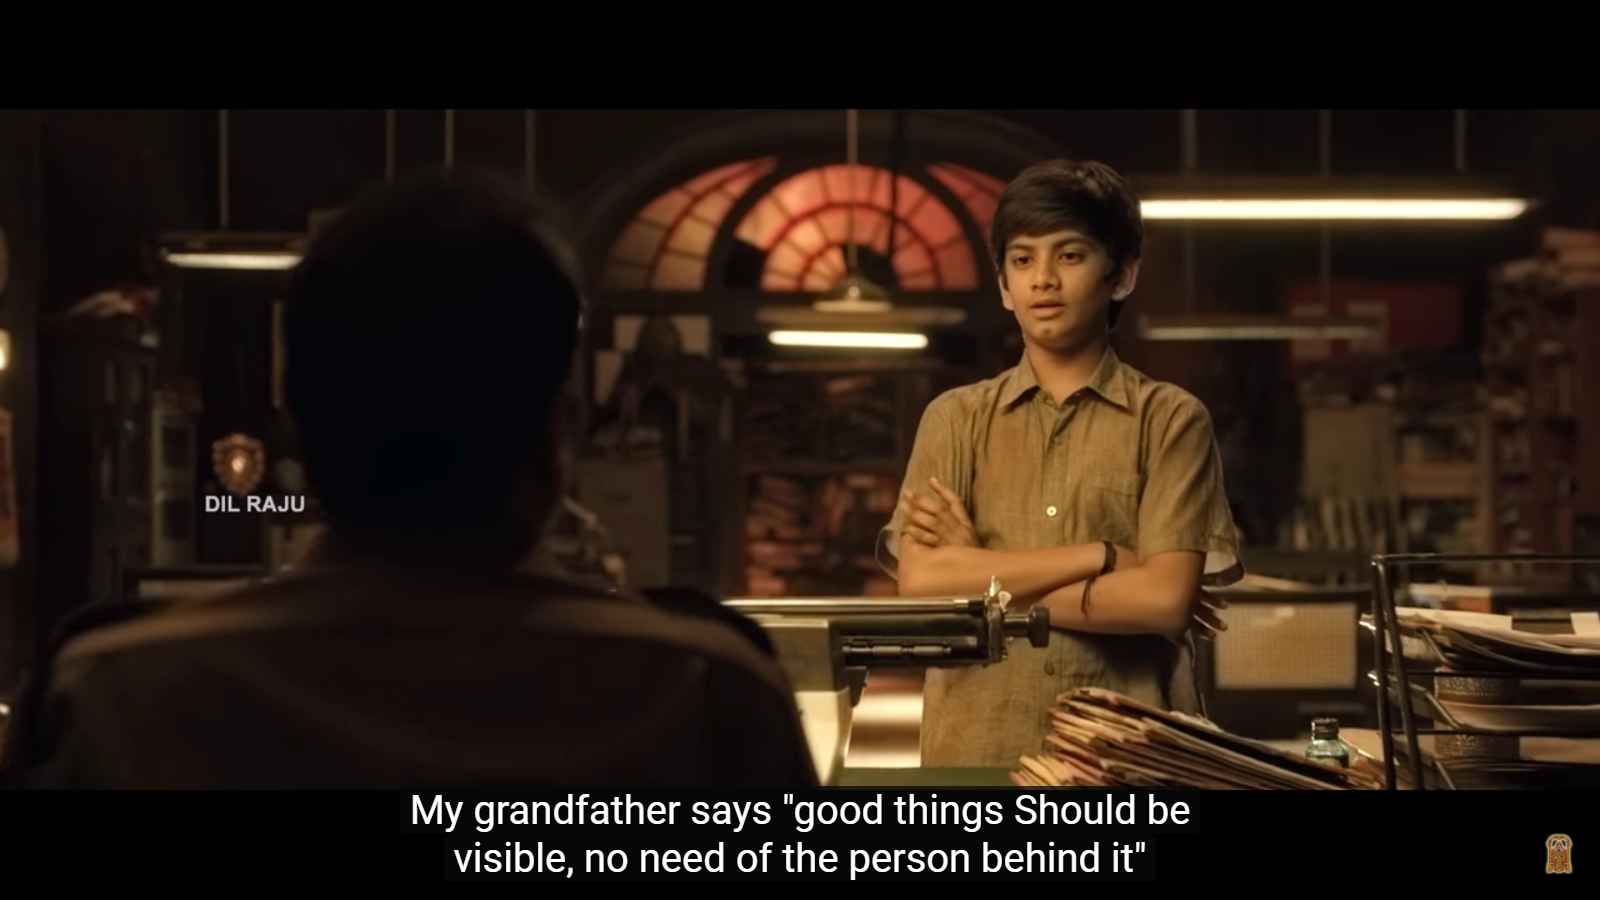 DIL RAJU
My grandfather says "good things Should be
visible, no need of the person behind it"